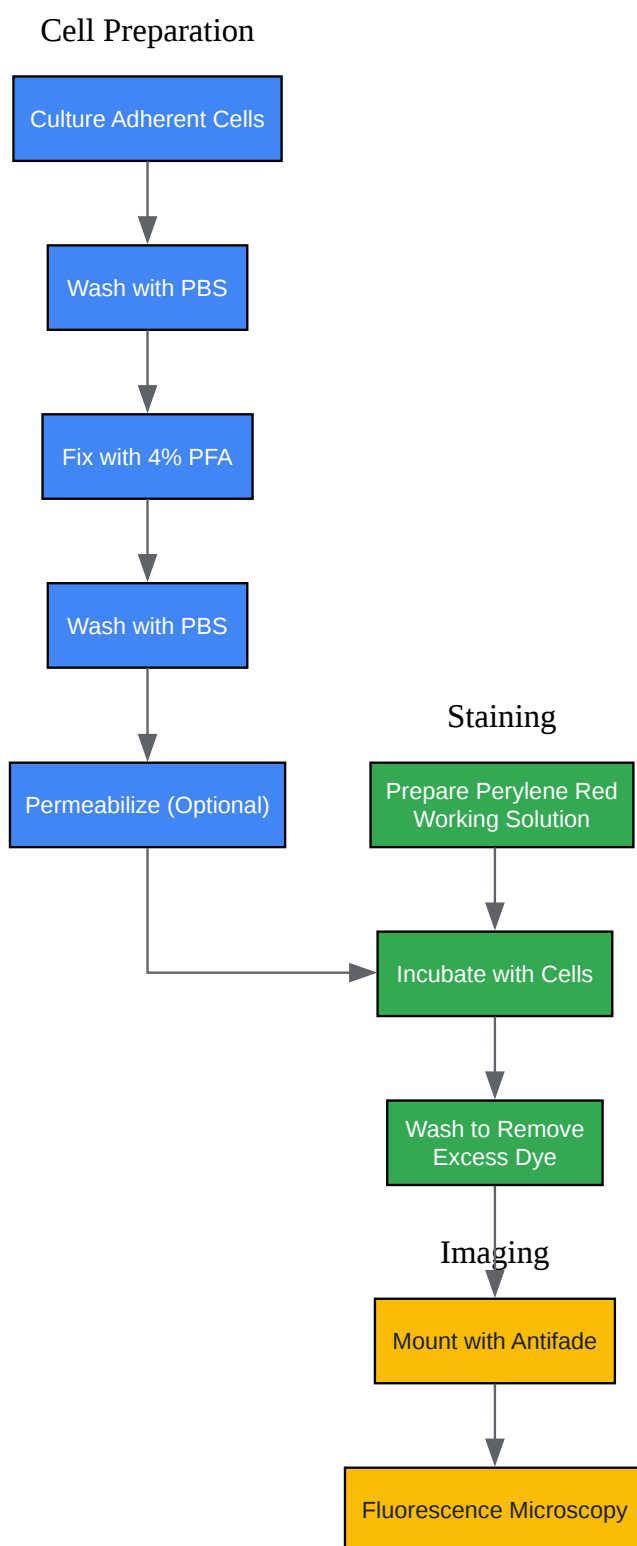 Cell Preparation
Culture Adherent Cells
Wash with PBS
Fix with 4% PFA
Wash with PBS
Permeabilize (Optional)
Staining
Prepare Perylene Red
Working Solution
Incubate with Cells
Wash to Remove
Excess Dye
Imaging
Mount with Antifade
Fluorescence Microscopy